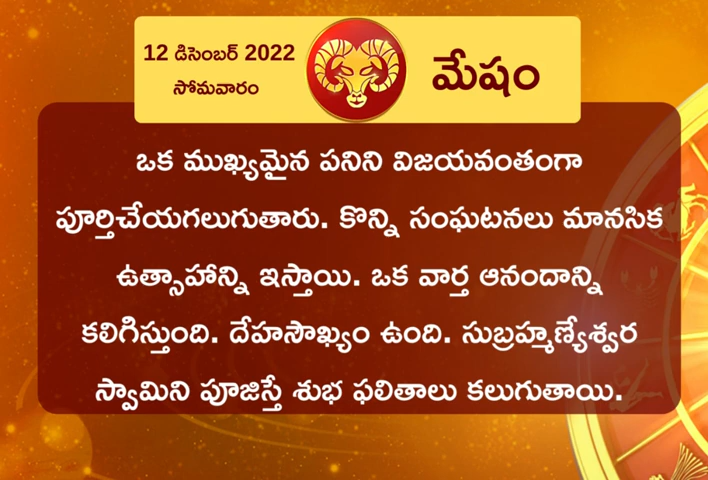 12 డిసెంబర్ 2022
సోమవారం
మేషం
ఒక ముఖ్యమైన పనిని విజయవంతంగా
పూర్తిచేయగలుగుతారు. కొన్ని సంఘటనలు మానసిక
ఉత్సాహాన్ని ఇస్తాయి. ఒక వార్త ఆనందాన్ని
కలిగిస్తుంది. దేహసౌఖ్యం ఉంది. సుబ్రహ్మణ్యేశ్వర
స్వామిని పూజిస్తే శుభ ఫలితాలు కలుగుతాయి.